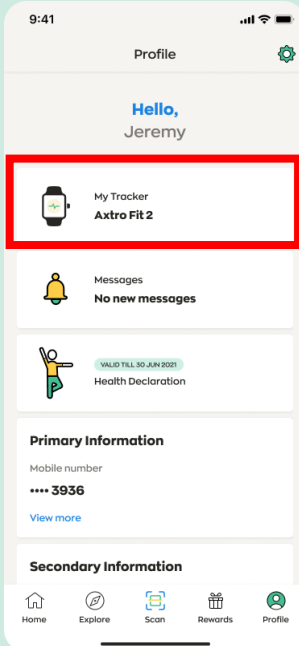 9:41
Profile
Hello,
Jeremy
My Tracker
Axtro Fit 2
Messages
No new messages
VALID TILL 30 JUN 2021
Health Declaration
Primary Information
Mobile number
•••• 3936
View more
Secondary Information
Home Explore Scan Rewards Profile